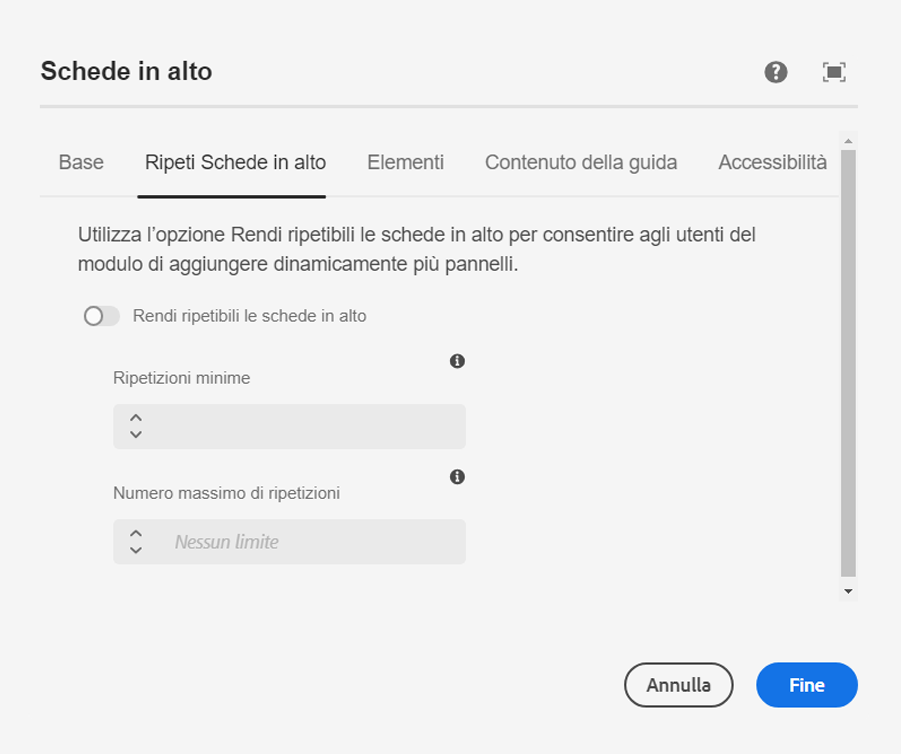 Schede in alto
Base Ripeti Schede in alto Elementi Contenuto della guida Accessibilità
Utilizza l’opzione Rendi ripetibili le schede in alto per consentire agli utenti del
modulo di aggiungere dinamicamente più pannelli.
Rendi ripetibili le schede in alto
Ripetizioni minime
Numero massimo di ripetizioni
Nessun limite
Annulla Fine